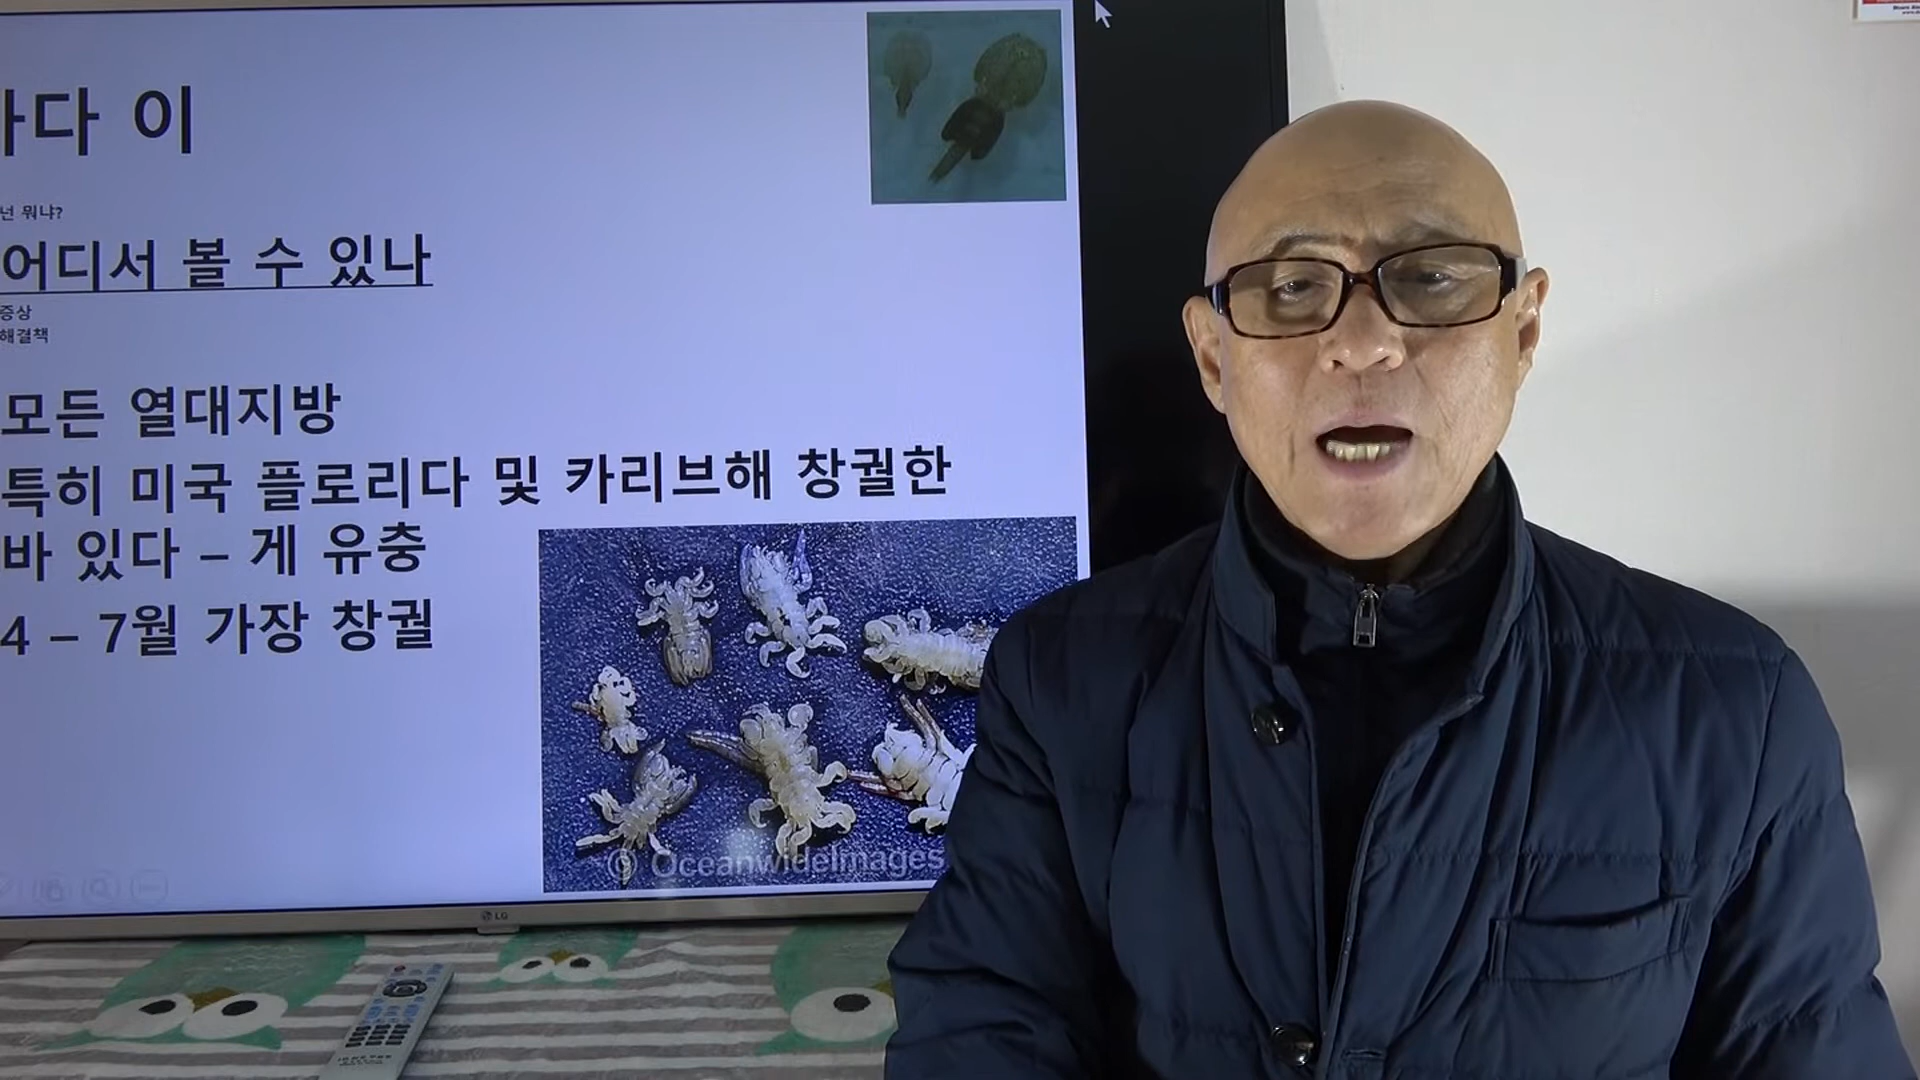 다 이
넌 뭐냐?
어디서 볼 수 있나
증상
해결책
모든 열대지방
특히 미국 플로리다 및 카리브해 창궐한
바 있다 – 게 유충
4 – 7월 가장 창궐
© OceanwideImages
LG